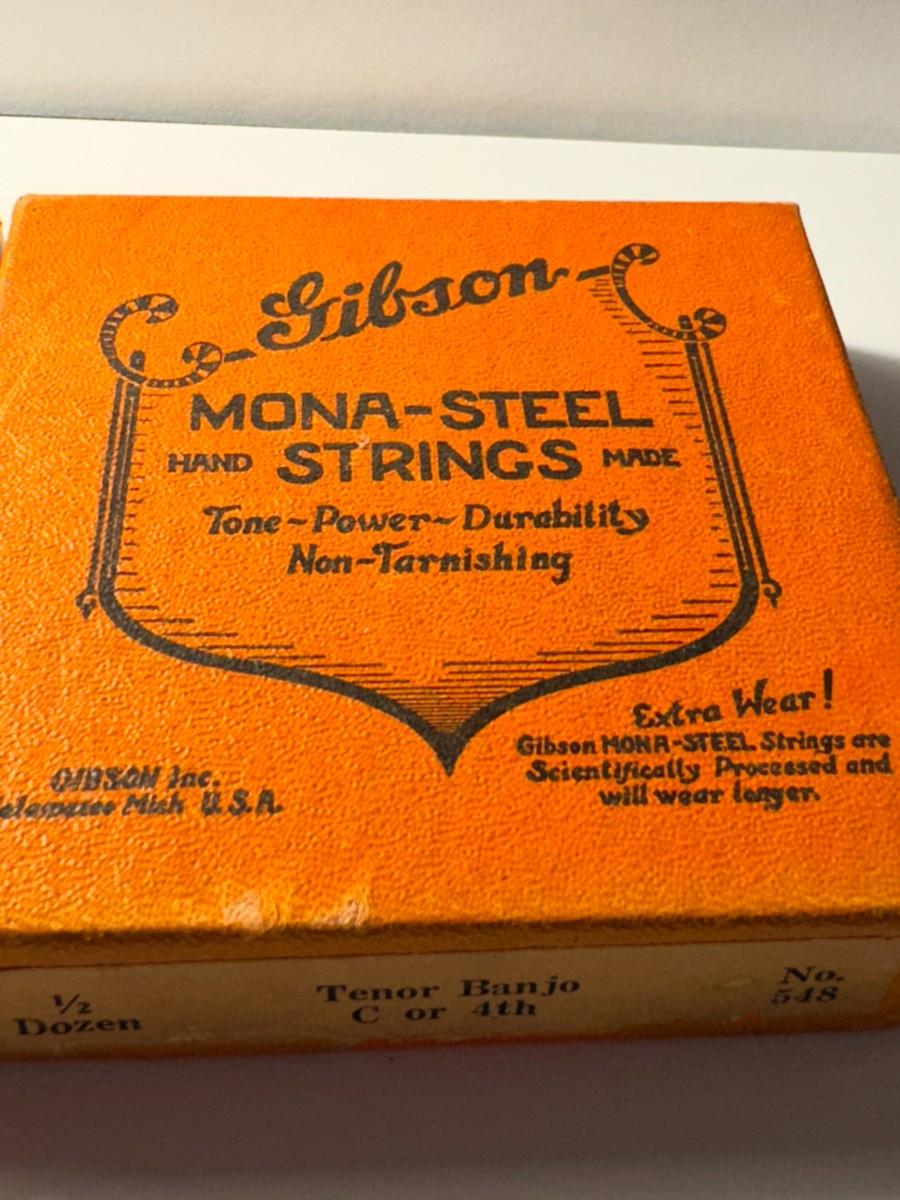 Gibson
MONA-STEEL
HAND STRINGS MADE
Tone~Power~Durability
Non-Tarnishing
Extra Wear!
Gibson MONA-STEEL Strings are
Scientifically Processed and
will wear longer.
GIBSON Inc.
Mich U.S.A.
1/2
Dozen
Tenor Banjo
C or 4th
No.
548